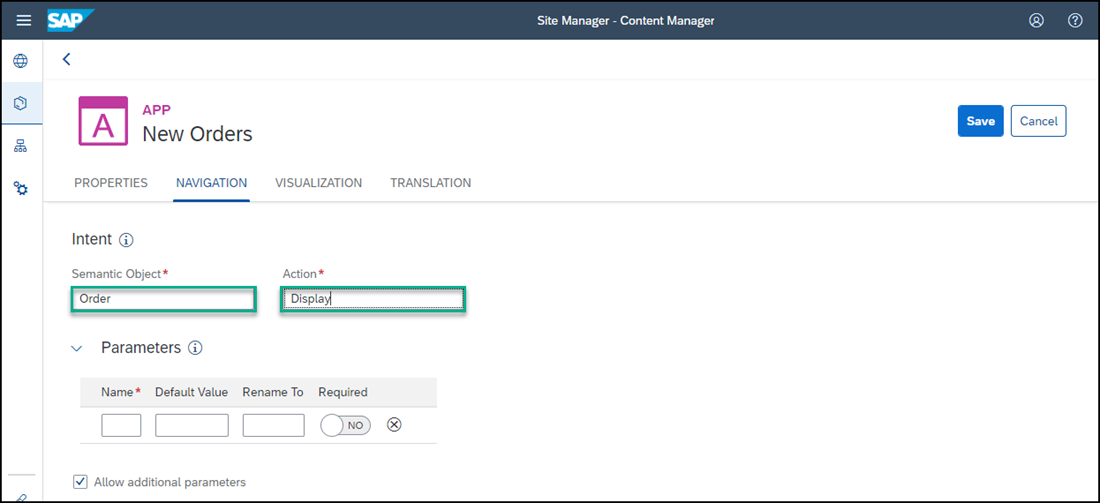 SAP Site Manager - Content Manager
APP
A
New Orders
Save Cancel
PROPERTIES NAVIGATION VISUALIZATION TRANSLATION
Intent
Semantic Object* Action*
Order Display
Parameters
Name* Default Value Rename To Required
NO
Allow additional parameters